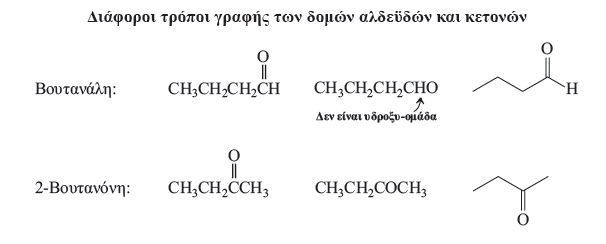 Διάφοροι τρόποι γραφής των δομών αλδεϋδών και κετονών
O
Βουτανάλη: CH₃CH₂CH₂CH CH₃CH₂CH₂CHO O H
Δεν είναι υδροξυ-ομάδα
O
2-Βουτανόνη: CH₃CH₂CCH₃ CH₃CH₂COCH₃ O